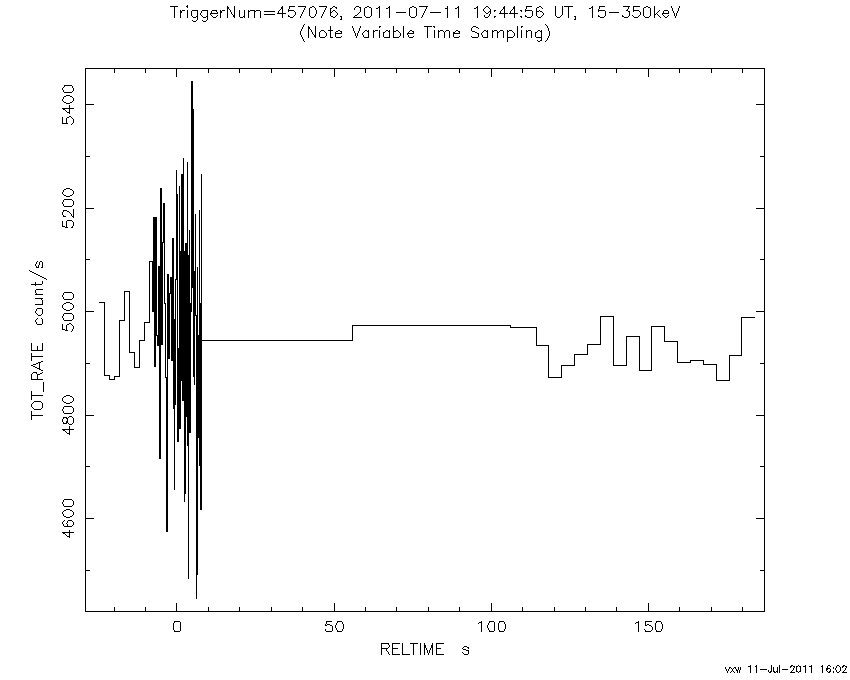 TriggerNum=457076, 2011-07-11 19:44:56 UT, 15-350keV
(Note Variable Time Sampling)
TOT_RATE count/s
5400
5200
5000
4800
4600
0 50 100 150
RELTIME s
vxw 11-Jul-2011 16:02